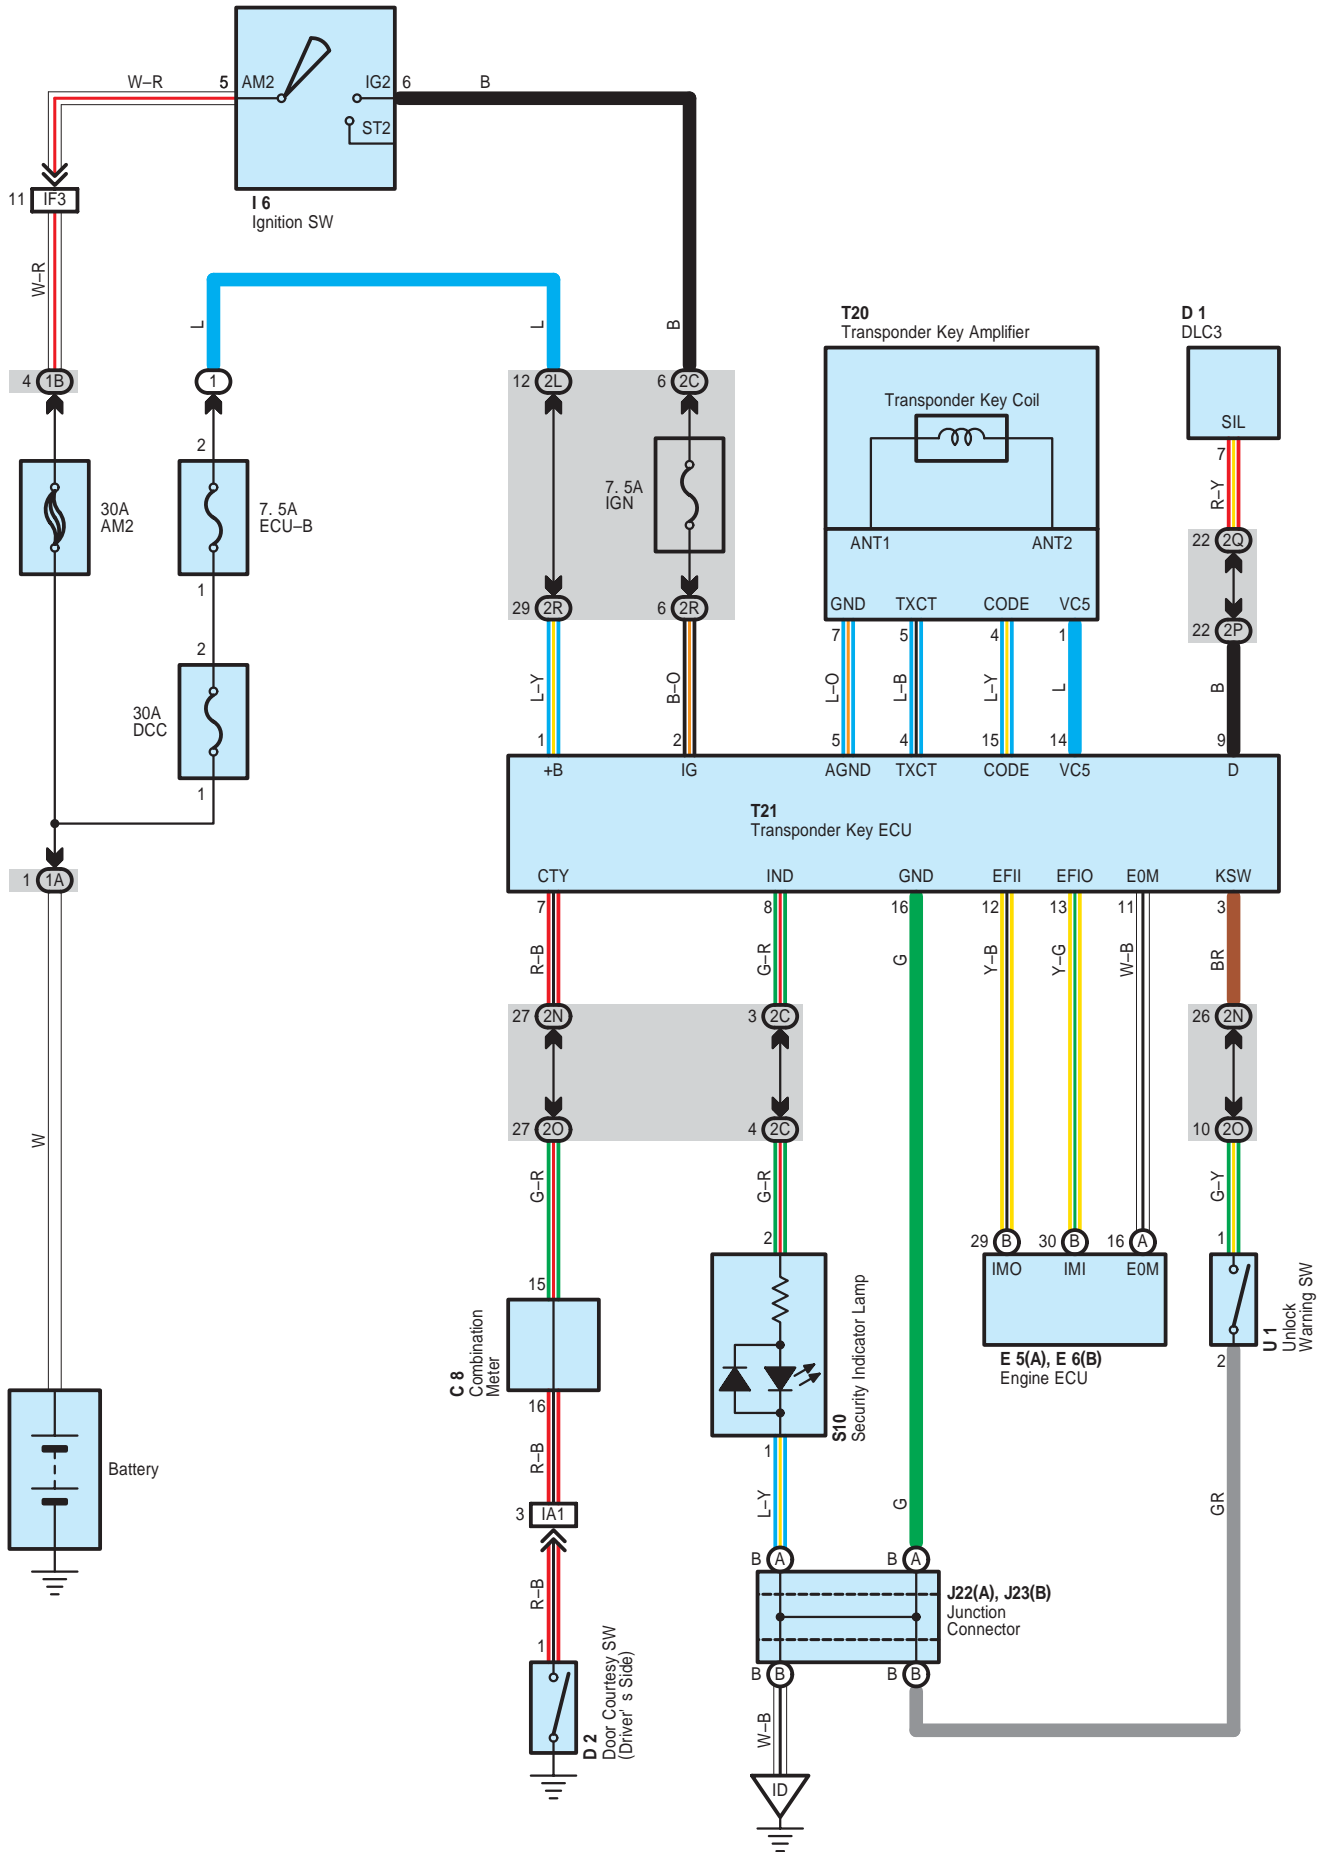 W–R
5
AM2
IG2
6
B
ST2
11
IF3
I 6
Ignition SW
W–R
L
L
B
T20
Transponder Key Amplifier
D 1
DLC3
4
1B
1
12
2L
6
2C
Transponder Key Coil
SIL
2
7
R–Y
30A
AM2
7. 5A
ECU–B
7. 5A
IGN
ANT1
ANT2
22
2Q
1
29
2R
6
2R
GND
TXCT
CODE
VC5
22
2P
2
7
5
4
1
30A
DCC
L–Y
B–O
L–O
L–B
L–Y
L
B
1
2
5
4
15
14
9
+B
IG
AGND
TXCT
CODE
VC5
D
1
T21
Transponder Key ECU
1
1A
CTY
IND
GND
EFII
EFIO
E0M
KSW
7
8
16
12
13
11
3
R–B
G–R
G
Y–B
Y–G
W–B
BR
27
2N
3
2C
26
2N
W
27
2O
4
2C
10
2O
G–R
G–R
G–Y
2
29
B
30
B
16
A
1
IMO
IMI
E0M
15
C 8
Combination
Meter
S10
Security Indicator Lamp
E 5(A), E 6(B)
Engine ECU
U 1
Unlock
Warning SW
2
16
R–B
1
Battery
L–Y
G
GR
3
IA1
B
A
B
A
R–B
J22(A), J23(B)
Junction
Connector
1
B
B
B
B
D 2
Door Courtesy SW
(Driver' s Side)
W–B
ID